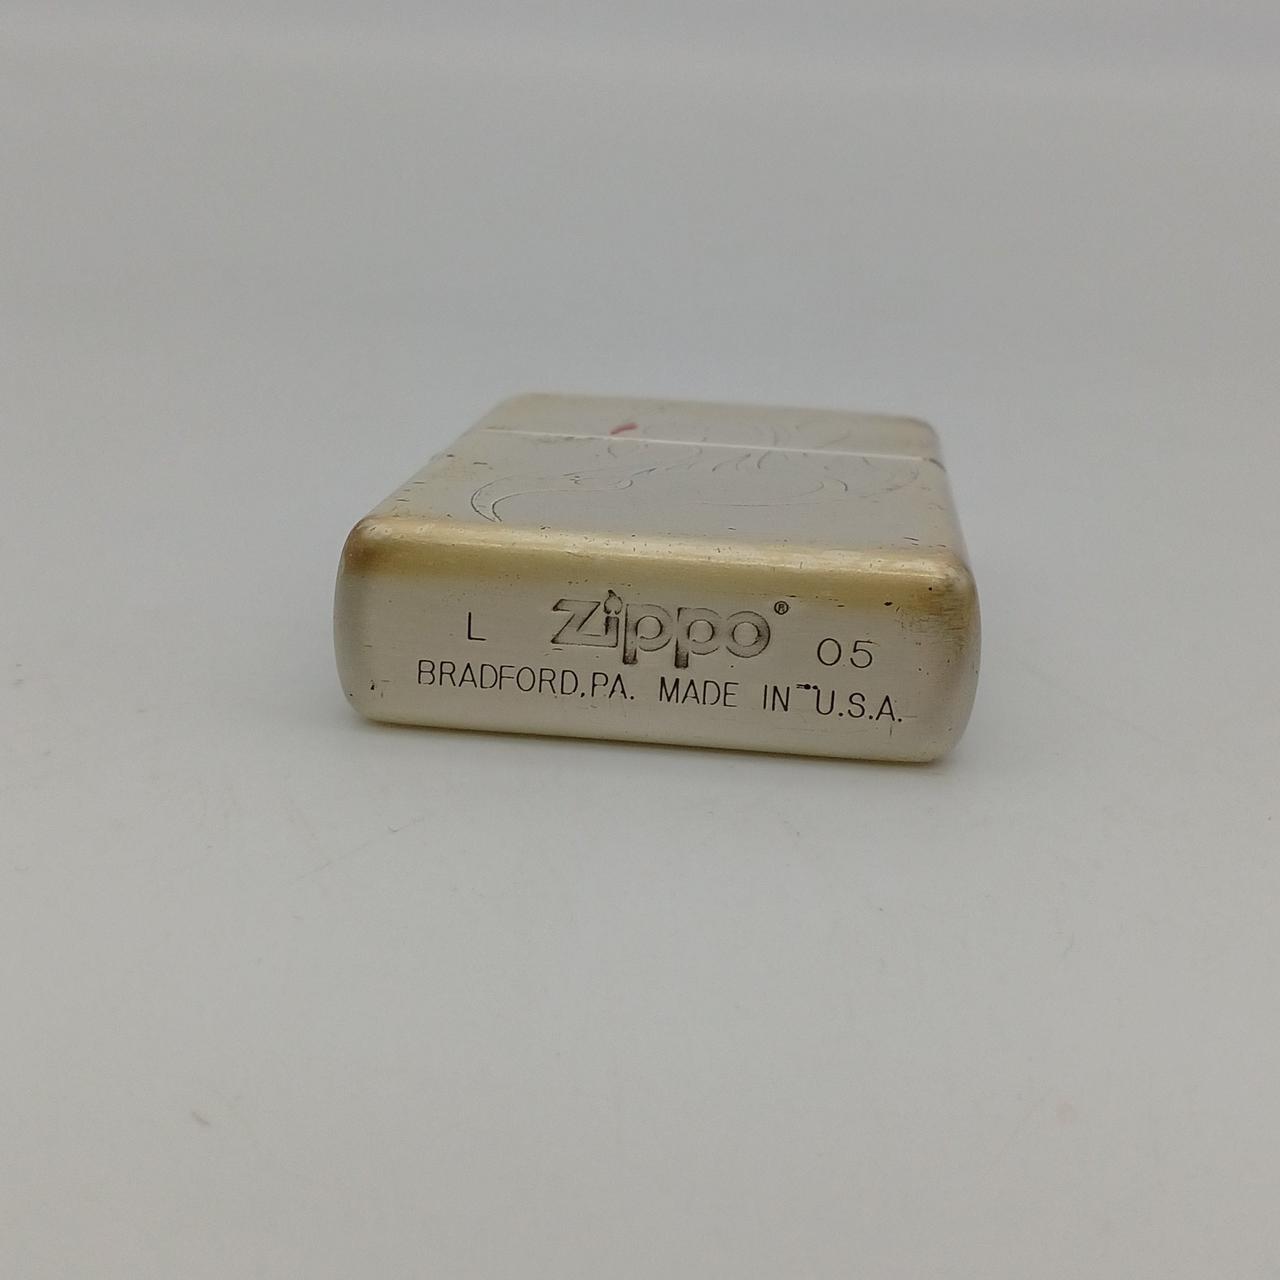 L Zippo® 05
BRADFORD,PA. MADE IN U.S.A.